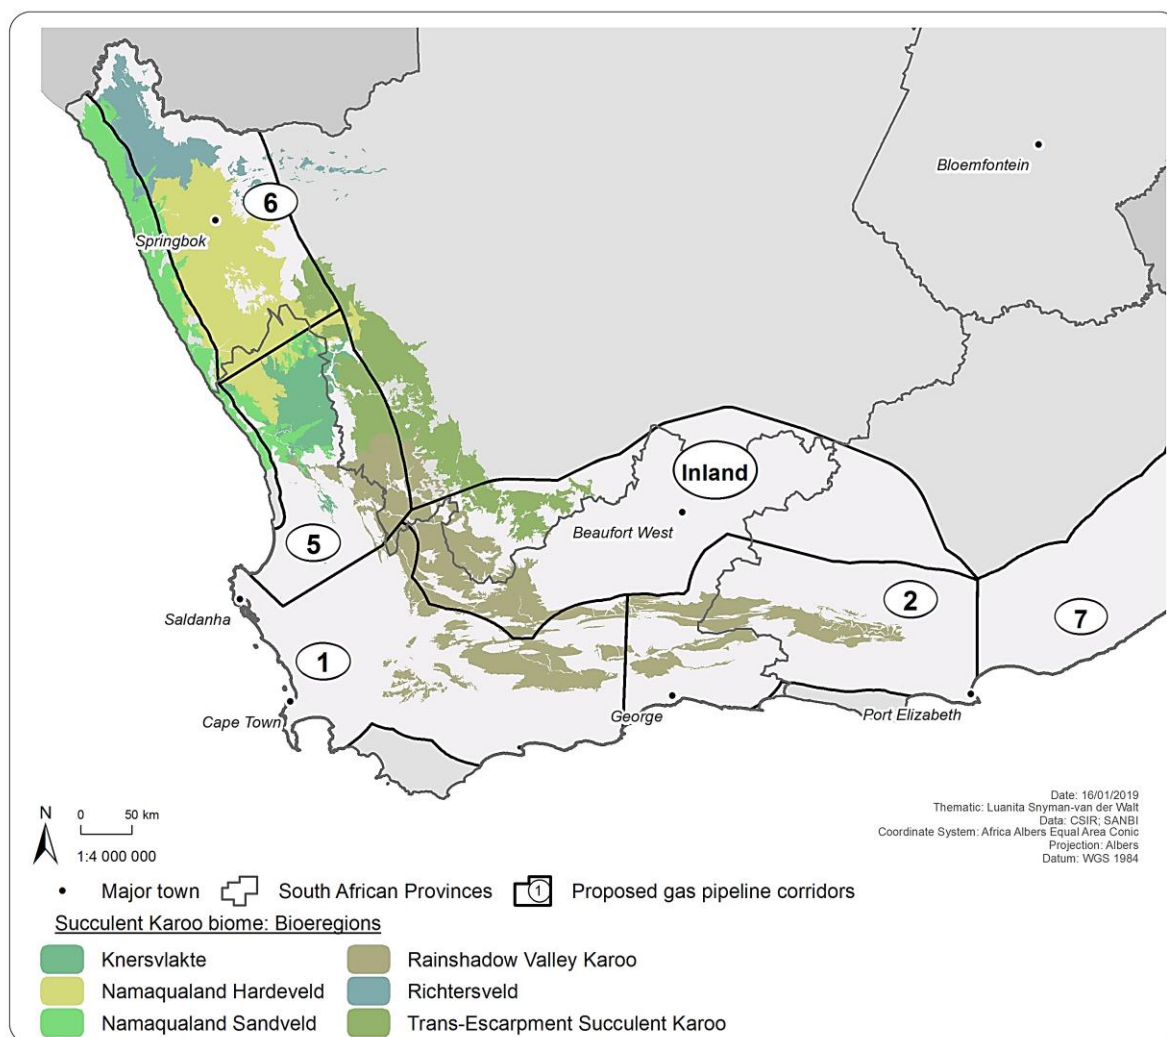 Bloemfontein
6
Springbok
Inland
Beaufort West
5
2
Saldanha
7
1
Cape Town
George
Port Elizabeth
Date: 16/01/2019
Thematic: Luanita Snyman-van der Walt
Data: CSIR; SANBI
Coordinate System: Africa Albers Equal Area Conic
Projection: Albers
Datum: WGS 1984
N
0 50 km
1:4 000 000
Major town
South African Provinces
1
Proposed gas pipeline corridors
Succulent Karoo biome: Bioeregions
Knersvlakte
Rainshadow Valley Karoo
Namaqualand Hardeveld
Richtersveld
Namaqualand Sandveld
Trans-Escarpment Succulent Karoo